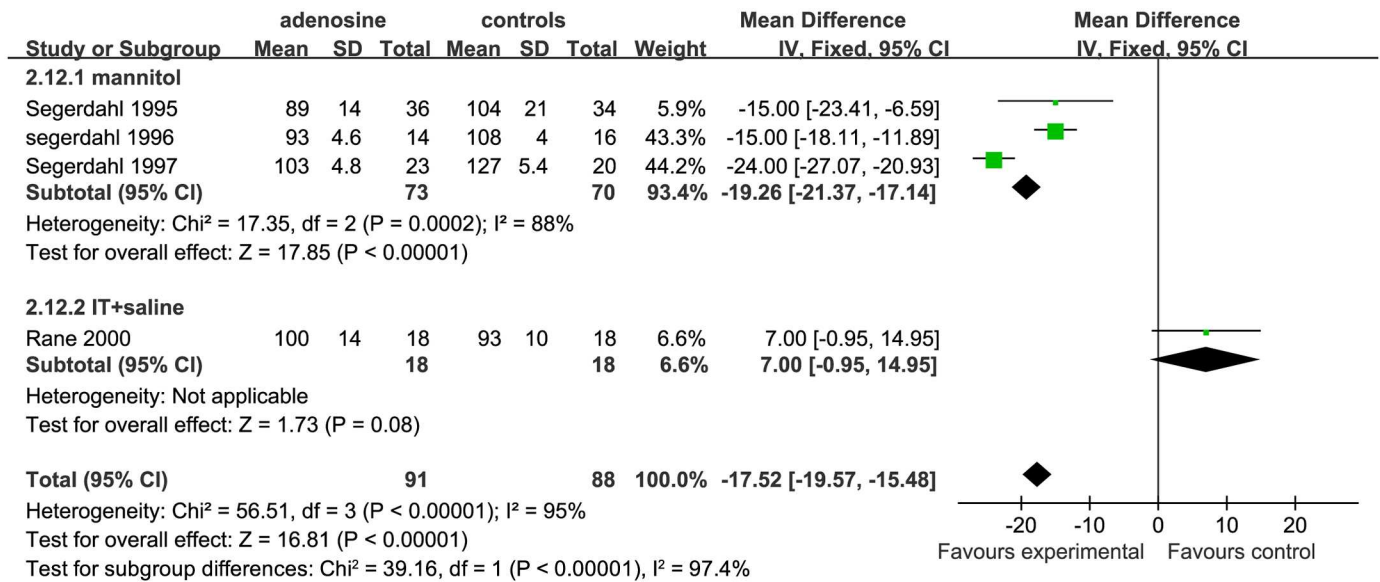 adenosine controls Mean Difference Mean Difference
Study or Subgroup Mean SD Total Mean SD Total Weight IV, Fixed, 95% CI IV, Fixed, 95% CI
2.12.1 mannitol
Segerdahl 1995 89 14 36 104 21 34 5.9% -15.00 [-23.41, -6.59]
segerdahl 1996 93 4.6 14 108 4 16 43.3% -15.00 [-18.11, -11.89]
Segerdahl 1997 103 4.8 23 127 5.4 20 44.2% -24.00 [-27.07, -20.93]
Subtotal (95% CI) 73 70 93.4% -19.26 [-21.37, -17.14]
Heterogeneity: Chi² = 17.35, df = 2 (P = 0.0002); I² = 88%
Test for overall effect: Z = 17.85 (P < 0.00001)
2.12.2 IT+saline
Rane 2000 100 14 18 93 10 18 6.6% 7.00 [-0.95, 14.95]
Subtotal (95% CI) 18 18 6.6% 7.00 [-0.95, 14.95]
Heterogeneity: Not applicable
Test for overall effect: Z = 1.73 (P = 0.08)
Total (95% CI) 91 88 100.0% -17.52 [-19.57, -15.48]
Heterogeneity: Chi² = 56.51, df = 3 (P < 0.00001); I² = 95%
Test for overall effect: Z = 16.81 (P < 0.00001)
Test for subgroup differences: Chi² = 39.16, df = 1 (P < 0.00001), I² = 97.4%
-20 -10 0 10 20
Favours experimental Favours control